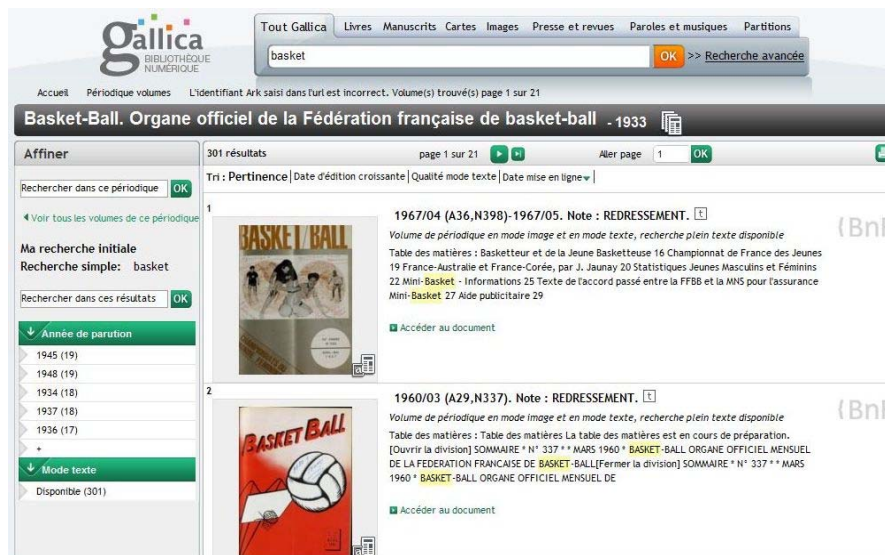 Gallica
BIBLIOTHÈQUE
NUMÉRIQUE
Tout Gallica Livres Manuscrits Cartes Images Presse et revues Paroles et musiques Partitions
basket OK >> Recherche avancée
Accueil Périodique volumes L'identifiant Ark saisi dans l'url est incorrect. Volume(s) trouvé(s) page 1 sur 21
Basket-Ball. Organe officiel de la Fédération française de basket-ball - 1933
Affiner
Rechercher dans ce périodique OK
Voir tous les volumes de ce périodique
Ma recherche initiale
Recherche simple: basket
Rechercher dans ces résultats OK
Année de parution
1945 (19)
1948 (19)
1934 (18)
1937 (18)
1936 (17)
+
Mode texte
Disponible (301)
301 résultats page 1 sur 21 Aller page 1 OK
Tri : Pertinence | Date d'édition croissante | Qualité mode texte | Date mise en ligne |
1
BASKET/BALL
1967/04 (A36,N398)-1967/05. Note : REDRESSEMENT. t
Volume de périodique en mode image et en mode texte, recherche plein texte disponible
Table des matières : Basketteur et de la Jeune Basketteuse 16 Championnat de France des Jeunes
19 France-Australie et France-Corée, par J. Jaunay 20 Statistiques Jeunes Masculins et Féminins
22 Mini-Basket - Informations 25 Texte de l'accord passé entre la FFBB et la MNS pour l'assurance
Mini-Basket 27 Aide publicitaire 29
Accéder au document
(BnF
2
BASKET BALL
1960/03 (A29,N337). Note : REDRESSEMENT. t
Volume de périodique en mode image et en mode texte, recherche plein texte disponible
Table des matières : Table des matières La table des matières est en cours de préparation.
[Ouvrir la division] SOMMAIRE * N° 337 * * MARS 1960 * BASKET-BALL ORGANE OFFICIEL MENSUEL
DE LA FEDERATION FRANCAISE DE BASKET-BALL[Fermer la division] SOMMAIRE * N° 337 * * MARS
1960 * BASKET-BALL ORGANE OFFICIEL MENSUEL DE
Accéder au document
(BnF